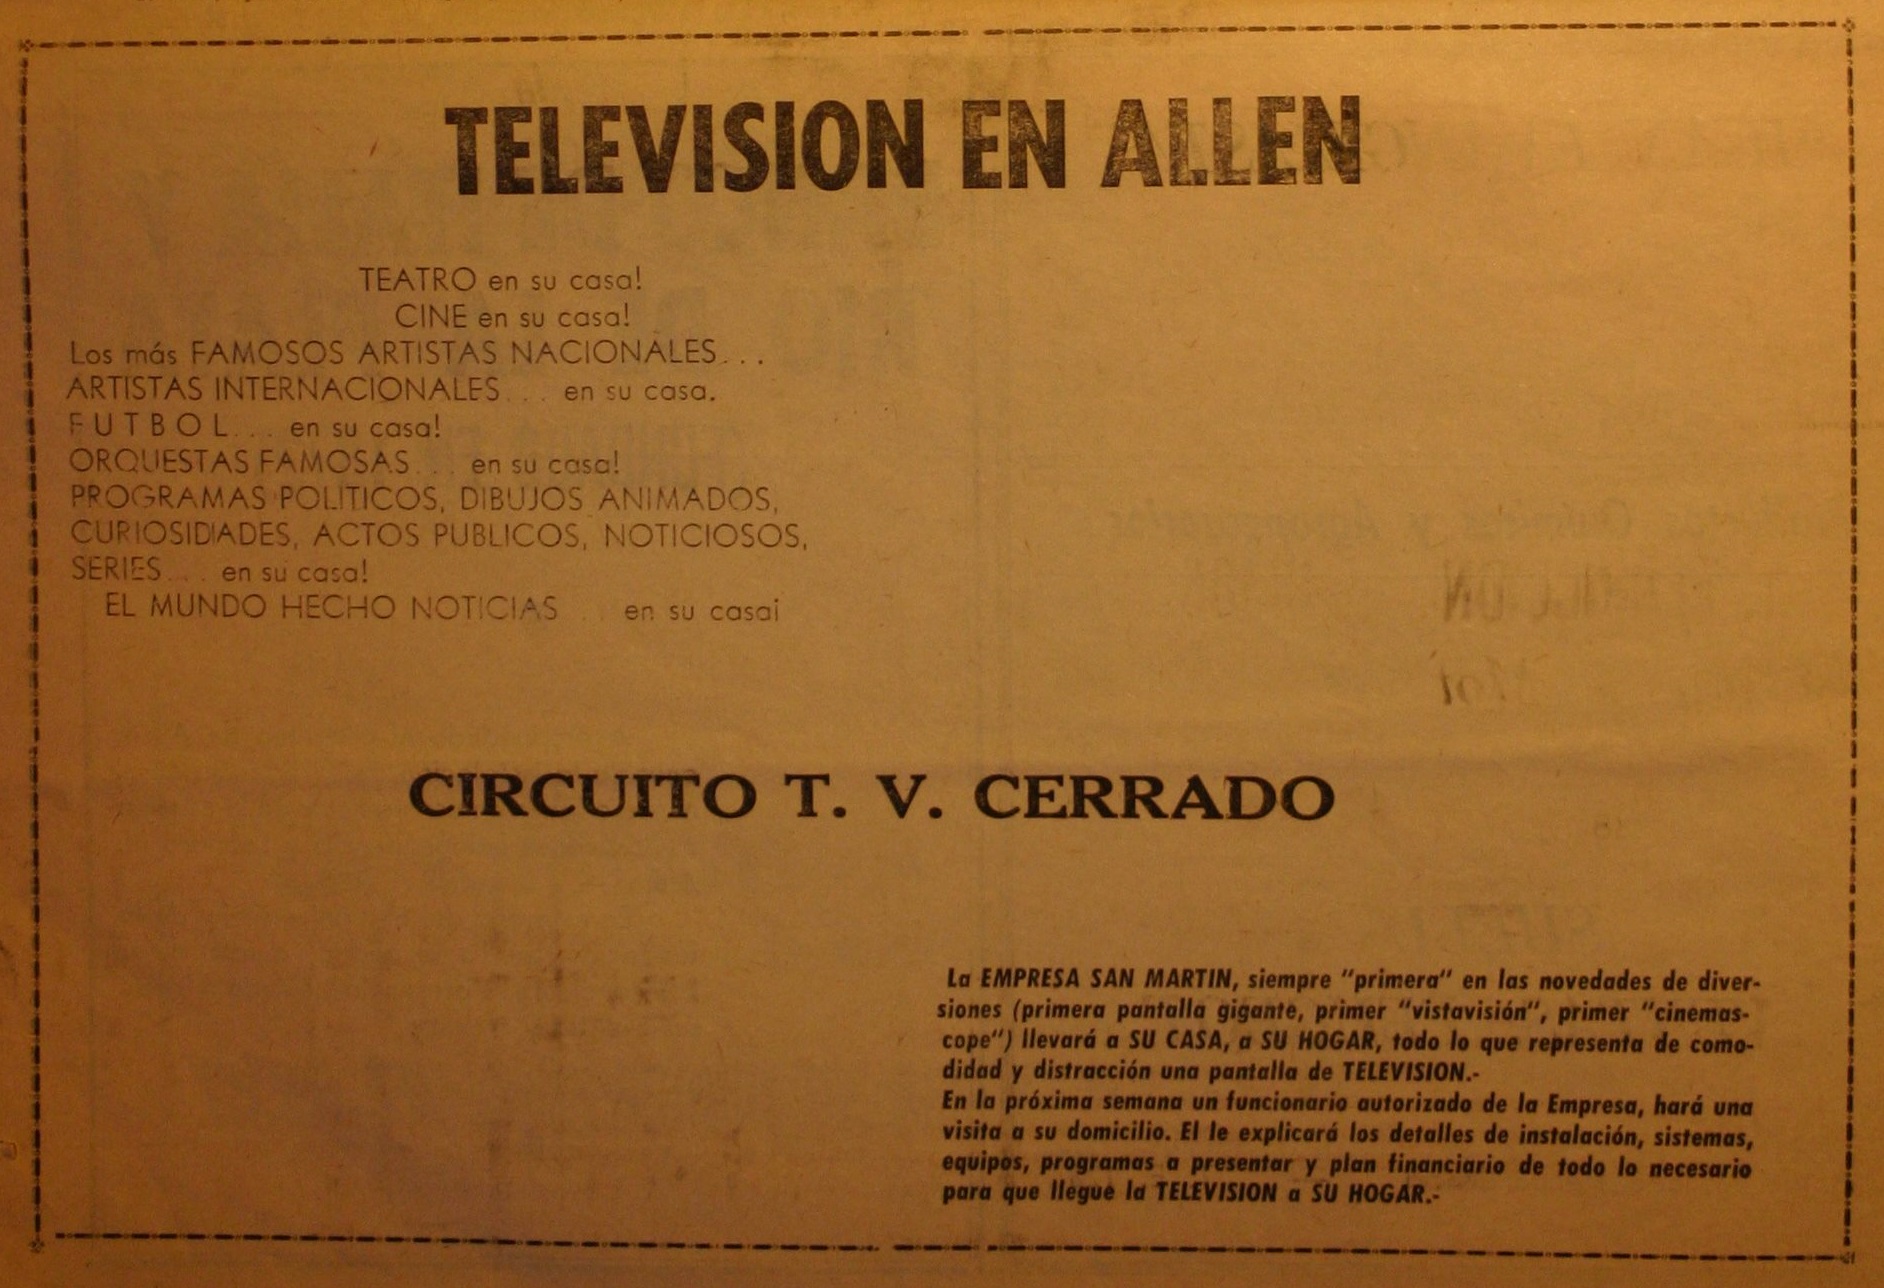 TELEVISION EN ALLEN
TEATRO en su casa!
CINE en su casa!
Los más FAMOSOS ARTISTAS NACIONALES. . .
ARTISTAS INTERNACIONALES . . . en su casa.
F U T B O L . . . en su casa!
ORQUESTAS FAMOSAS . . . en su casa!
PROGRAMAS POLITICOS, DIBUJOS ANIMADOS,
CURIOSIDADES, ACTOS PUBLICOS, NOTICIOSOS,
SERIES . . . en su casa!
EL MUNDO HECHO NOTICIAS . . en su casa¡
CIRCUITO T. V. CERRADO
La EMPRESA SAN MARTIN, siempre "primera" en las novedades de diver-
siones (primera pantalla gigante, primer "vistavisión", primer "cinemas-
cope") llevará a SU CASA, a SU HOGAR, todo lo que representa de como-
didad y distracción una pantalla de TELEVISION.-
En la próxima semana un funcionario autorizado de la Empresa, hará una
visita a su domicilio. El le explicará los detalles de instalación, sistemas,
equipos, programas a presentar y plan financiario de todo lo necesario
para que llegue la TELEVISION a SU HOGAR.-